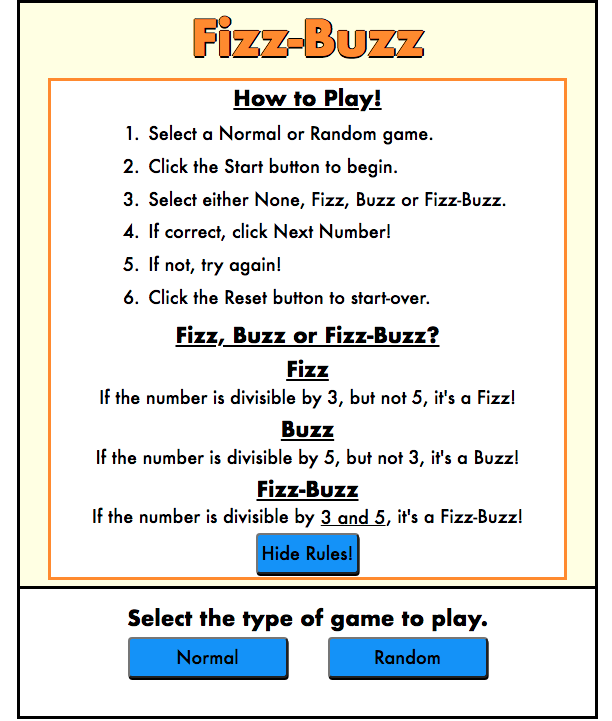 Fizz-Buzz
How to Play!
1. Select a Normal or Random game.
2. Click the Start button to begin.
3. Select either None, Fizz, Buzz or Fizz-Buzz.
4. If correct, click Next Number!
5. If not, try again!
6. Click the Reset button to start-over.
Fizz, Buzz or Fizz-Buzz?
Fizz
If the number is divisible by 3, but not 5, it's a Fizz!
Buzz
If the number is divisible by 5, but not 3, it's a Buzz!
Fizz-Buzz
If the number is divisible by 3 and 5, it's a Fizz-Buzz!
Hide Rules!
Select the type of game to play.
Normal Random